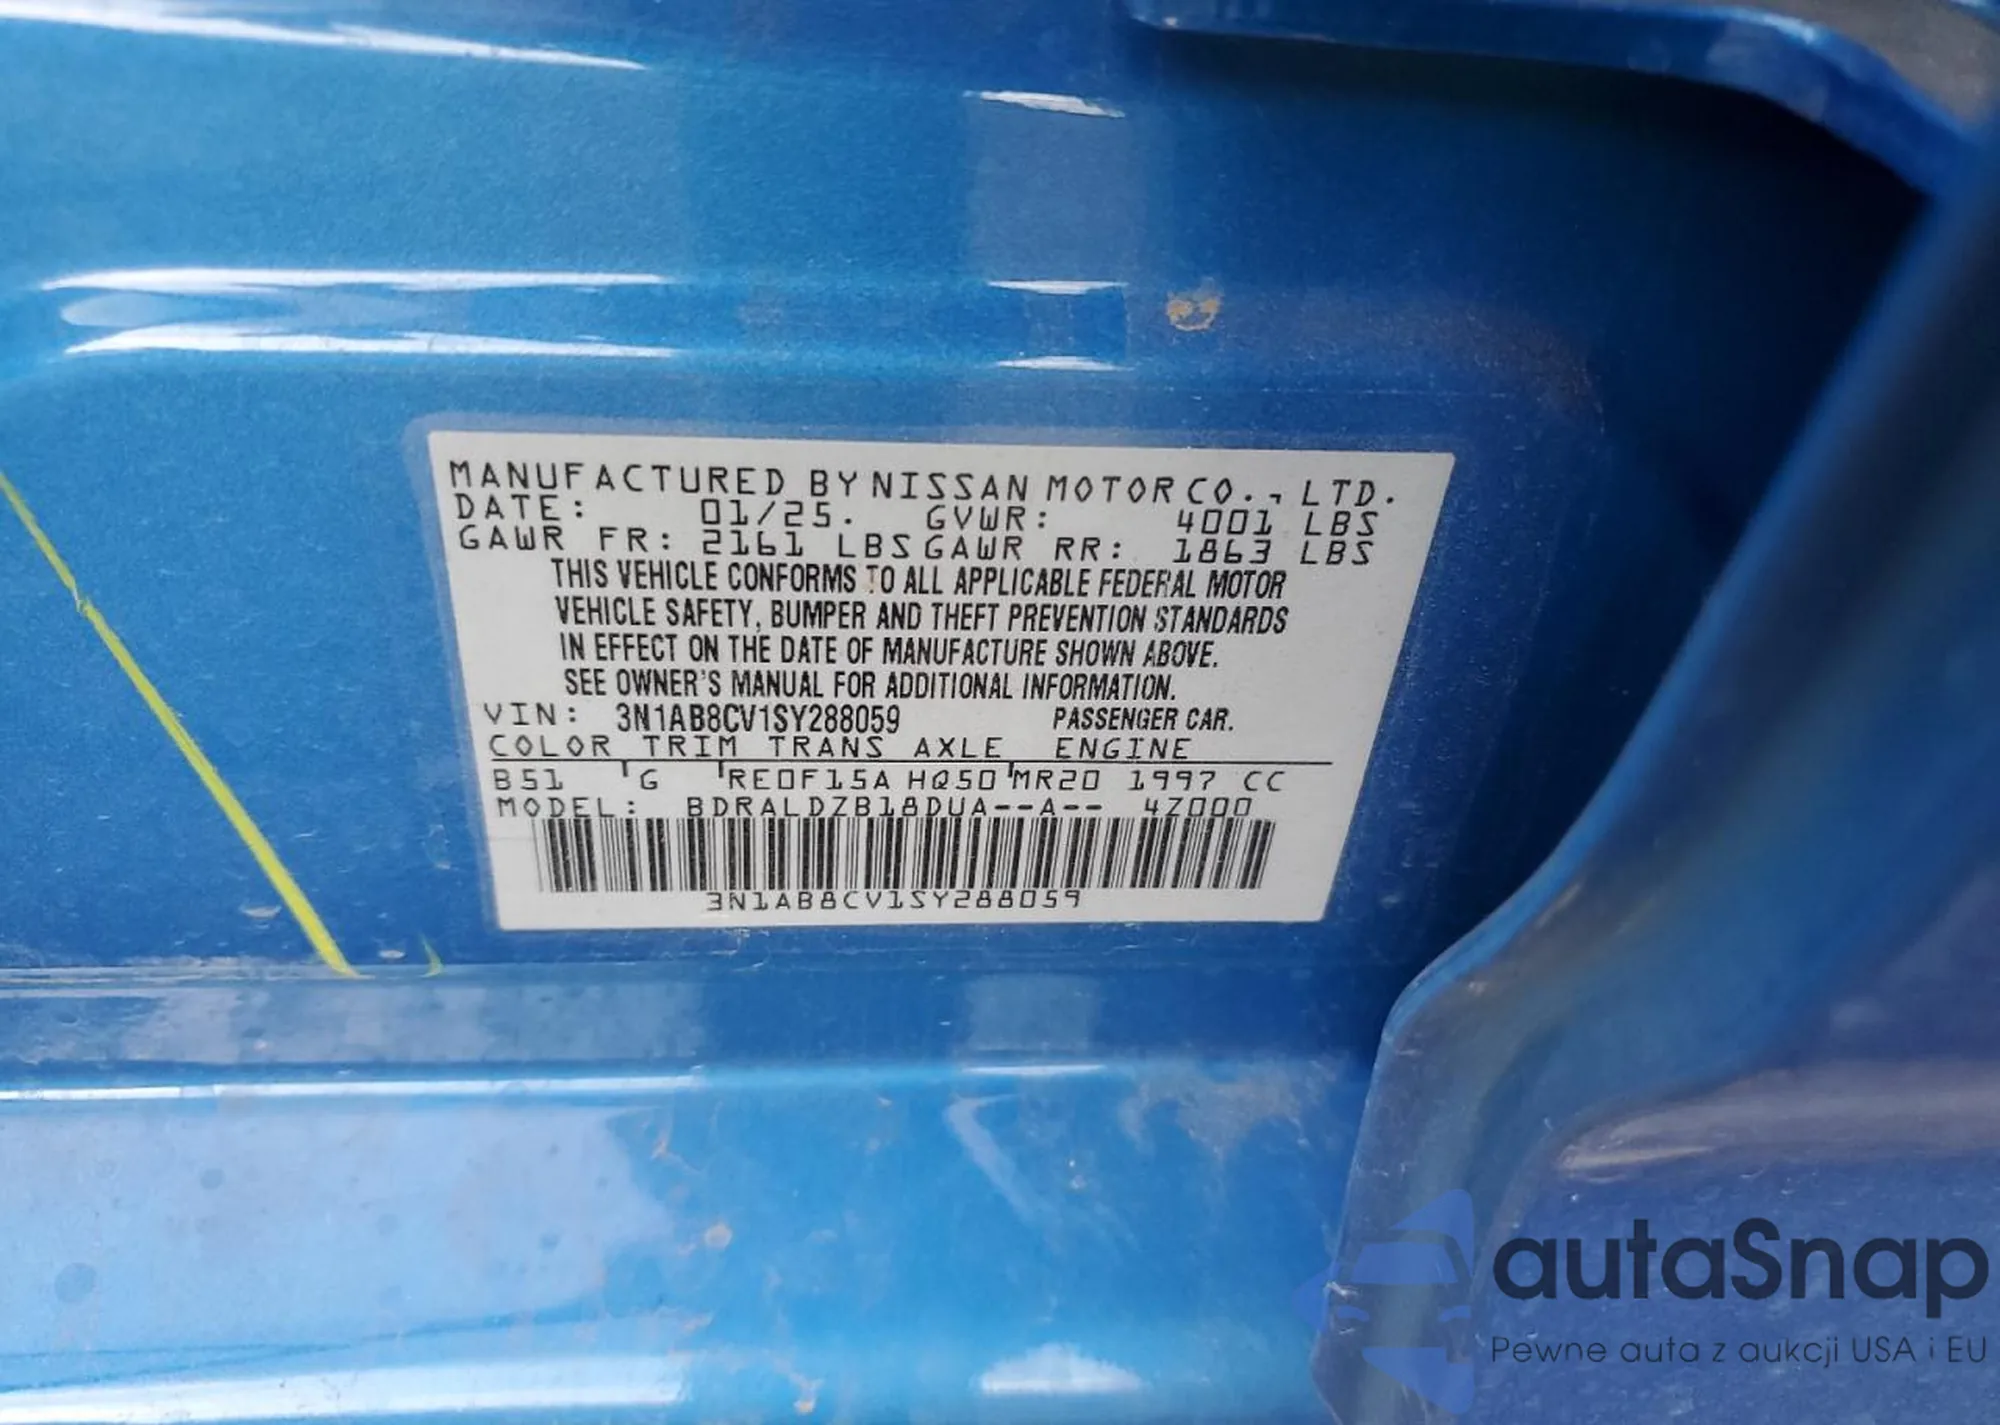 MANUFACTURED BY NISSAN MOTOR CO., LTD.
DATE: 01/25. GVWR: 4001 LBS
GAWR FR: 2161 LBS GAWR RR: 1863 LBS
THIS VEHICLE CONFORMS TO ALL APPLICABLE FEDERAL MOTOR
VEHICLE SAFETY, BUMPER AND THEFT PREVENTION STANDARDS
IN EFFECT ON THE DATE OF MANUFACTURE SHOWN ABOVE.
SEE OWNER'S MANUAL FOR ADDITIONAL INFORMATION.
VIN: 3N1AB8CV1SY288059 PASSENGER CAR.
COLOR TRIM TRANS AXLE ENGINE
B51 G RE0F15A HQ50 MR20 1997 CC
MODEL: BDRALDZB18DUA--A-- 4Z000
3N1AB8CV1SY288059
autaSnap
Pewne auta z aukcji USA i EU